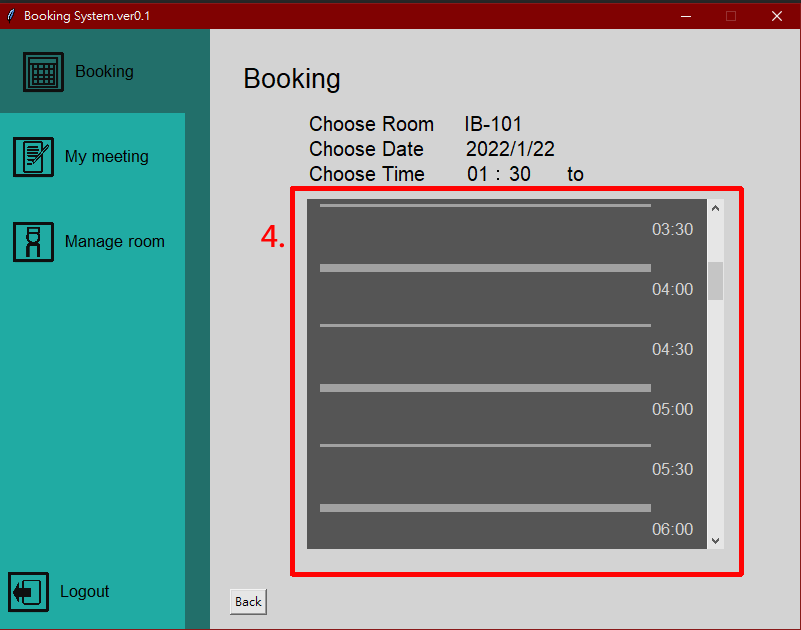 Booking System.ver0.1
Booking
My meeting
Manage room
Logout
Booking
Choose Room IB-101
Choose Date 2022/1/22
Choose Time 01 : 30 to
4.
03:30
04:00
04:30
05:00
05:30
06:00
Back